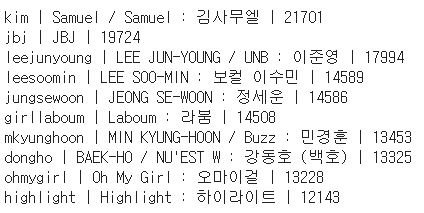 kim | Samuel / Samuel : 김사무엘 | 21701
jbj | JBJ | 19724
leejunyoung | LEE JUN-YOUNG / UNB : 이준영 | 17994
leesoomin | LEE SOO-MIN : 보컬 이수민 | 14589
jungsewoon | JEONG SE-WOON : 정세운 | 14586
girllaboum | Laboum : 라붐 | 14508
mkyunghoon | MIN KYUNG-HOON / Buzz : 민경훈 | 13453
dongho | BAEK-HO / NU'EST W : 강동호 (백호) | 13325
ohmygirl | Oh My Girl : 오마이걸 | 13228
highlight | Highlight : 하이라이트 | 12143